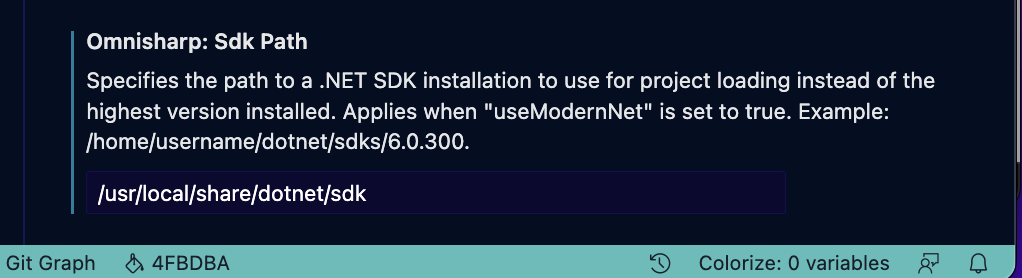 Omnisharp: Sdk Path
Specifies the path to a .NET SDK installation to use for project loading instead of the
highest version installed. Applies when "useModernNet" is set to true. Example:
/home/username/dotnet/sdks/6.0.300.
/usr/local/share/dotnet/sdk
Git Graph 4FBDBA Colorize: 0 variables